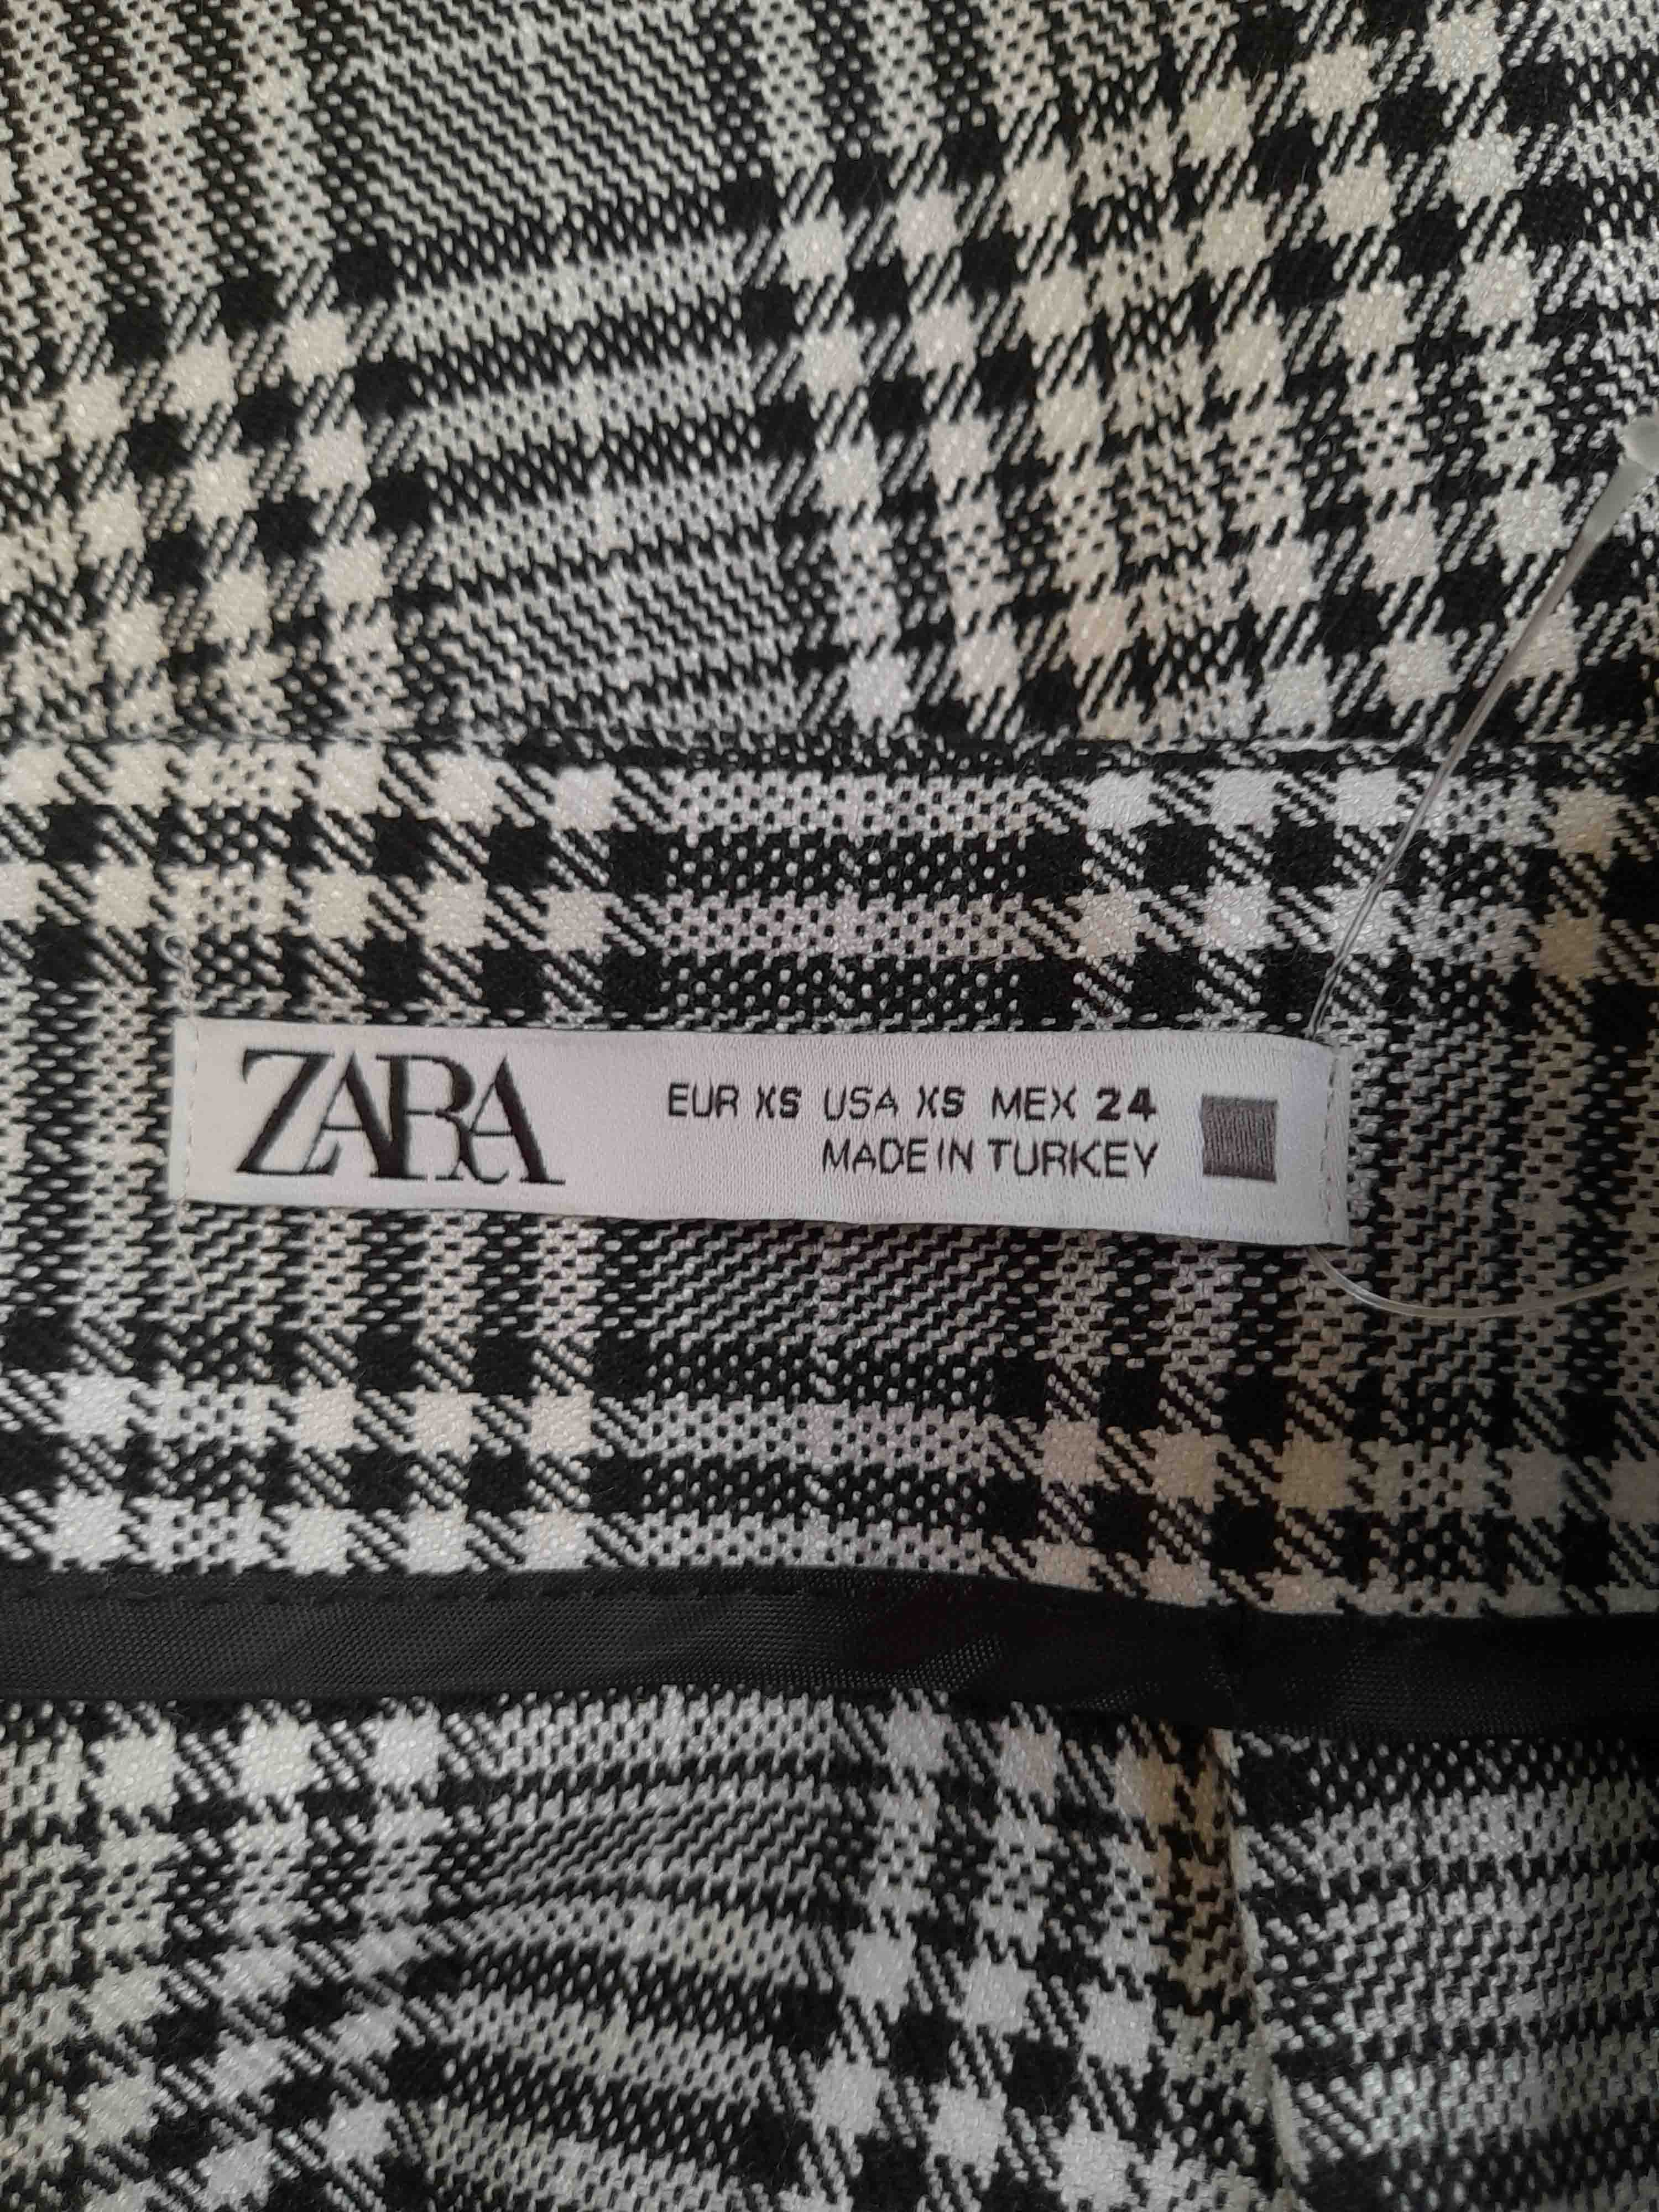 ZARA
EUR XS USA XS MEX 24
MADE IN TURKEY